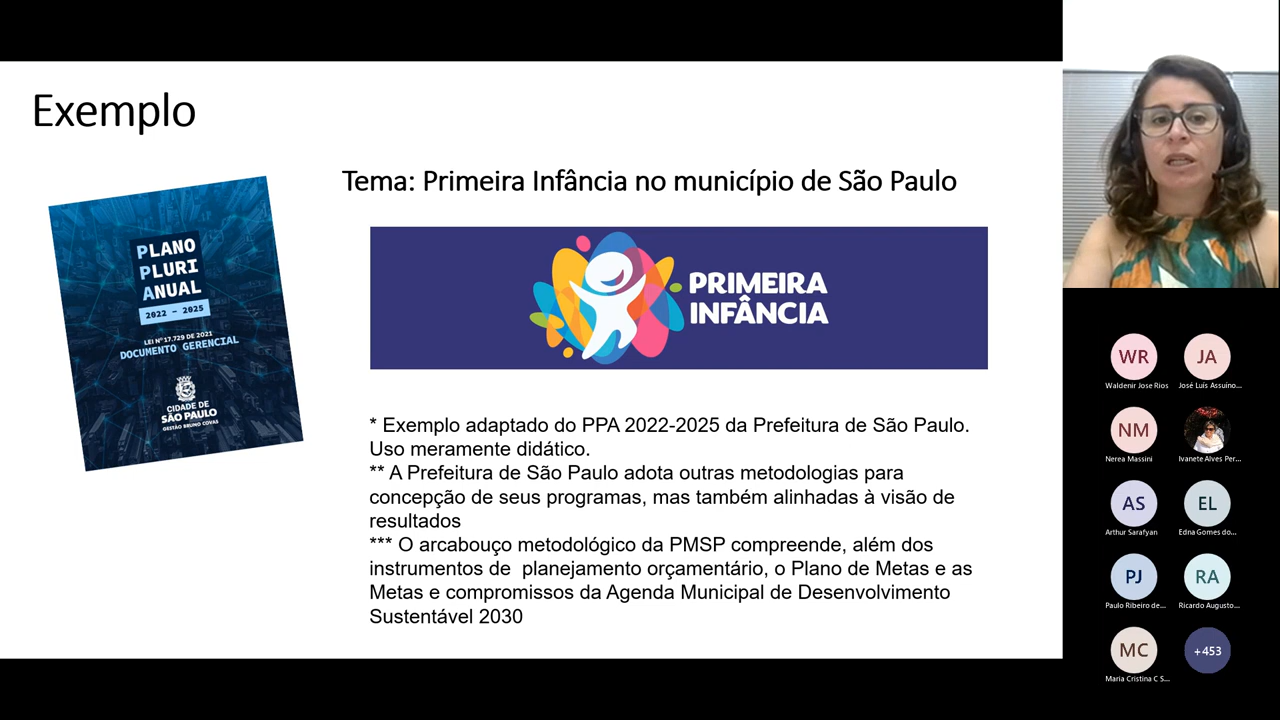 Exemplo
Tema: Primeira Infância no município de São Paulo
PLANO
PLURI
ANUAL
2022 - 2025
LEI Nº 17.729 DE 2021
DOCUMENTO GERENCIAL
CIDADE DE
SÃO PAULO
GESTÃO BRUNO COVAS
PRIMEIRA
INFÂNCIA
* Exemplo adaptado do PPA 2022-2025 da Prefeitura de São Paulo.
Uso meramente didático.
** A Prefeitura de São Paulo adota outras metodologias para
concepção de seus programas, mas também alinhadas à visão de
resultados
*** O arcabouço metodológico da PMSP compreende, além dos
instrumentos de  planejamento orçamentário, o Plano de Metas e as
Metas e compromissos da Agenda Municipal de Desenvolvimento
Sustentável 2030
WR
Waldenir Jose Rios
JA
José Luís Assuino...
NM
Nerea Massini
Ivanete Alves Per...
AS
Arthur Sarafyan
EL
Edna Gomes do...
PJ
Paulo Ribeiro de...
RA
Ricardo Augusto...
MC
Maria Cristina C S...
+453